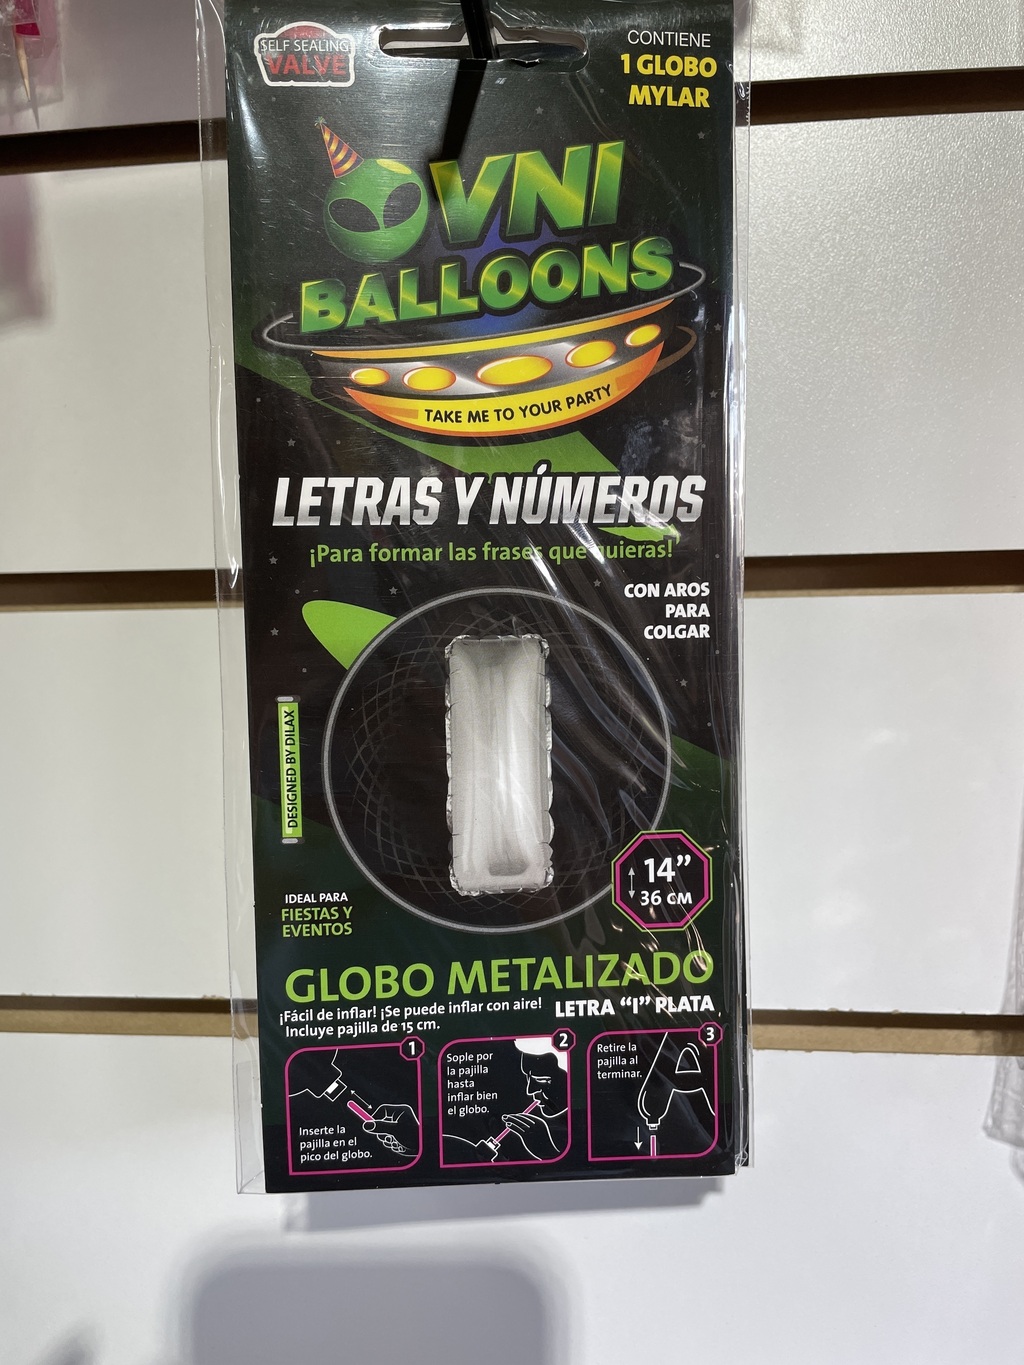 SELF SEALING
VALVE
CONTIENE
1 GLOBO
MYLAR
OVNI
BALLOONS
TAKE ME TO YOUR PARTY
LETRAS Y NÚMEROS
¡Para formar las frases que quieras!
CON AROS
PARA
COLGAR
DESIGNED BY DILAX
14”
36 CM
IDEAL PARA
FIESTAS Y
EVENTOS
GLOBO METALIZADO
¡Fácil de inflar! ¡Se puede inflar con aire!
Incluye pajilla de 15 cm.
LETRA “I” PLATA
1
Inserte la
pajilla en el
pico del globo.
2
Sople por
la pajilla
hasta
inflar bien
el globo.
3
Retire la
pajilla al
terminar.